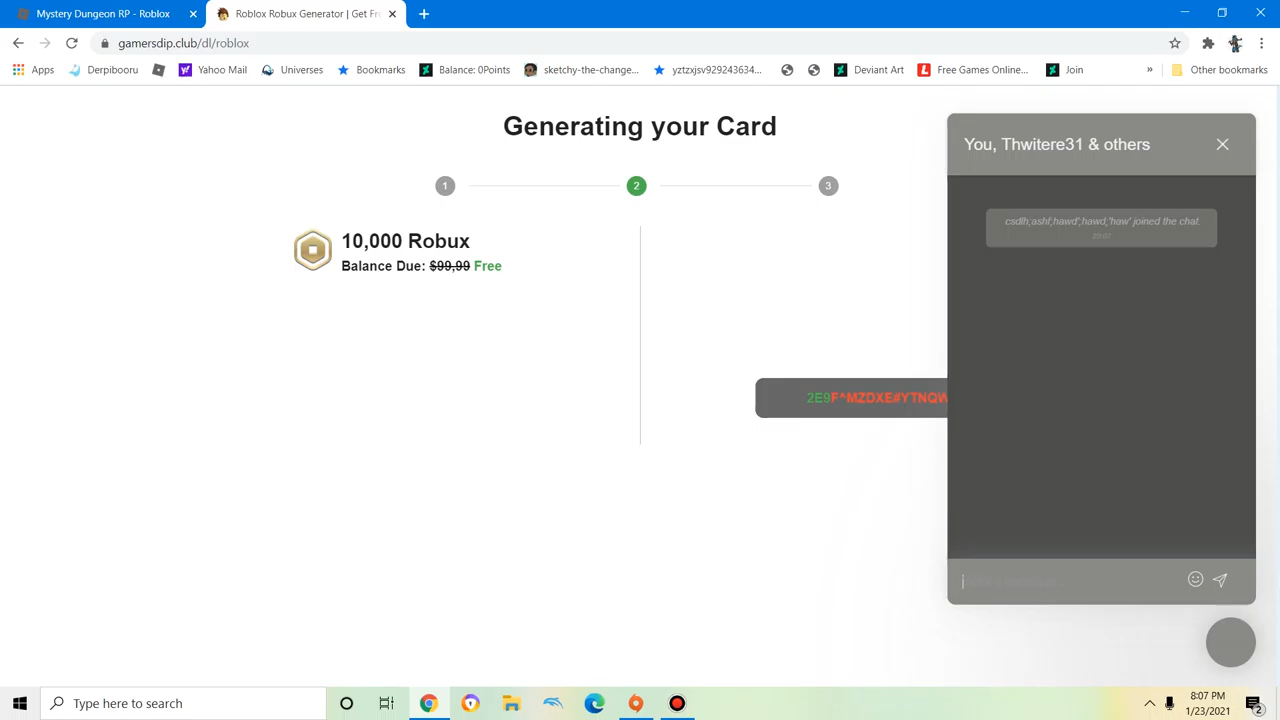 Mystery Dungeon RP - Roblox
Roblox Robux Generator | Get Fr
gamersdip.club/dl/roblox
Apps
Derpibooru
Yahoo Mail
Universes
Bookmarks
Balance: 0Points
sketchy-the-change...
yztzxjsv929243634...
Deviant Art
Free Games Online...
Join
»
Other bookmarks
Generating your Card
1
2
3
10,000 Robux
Balance Due: $99,99 Free
2E9F^MZDXE#YTNQW
You, Thwitere31 & others
csdlh;ashf;hawd';hawd,'haw' joined the chat.
Type here to search
8:07 PM
1/23/2021
2